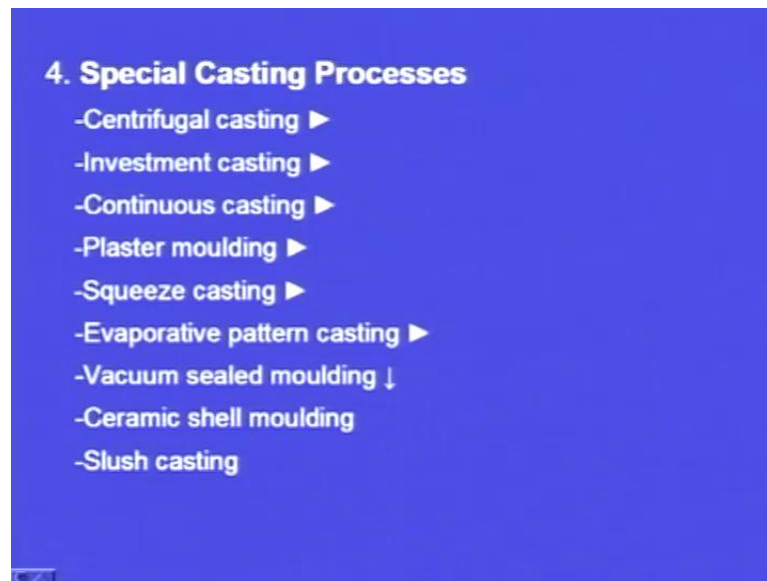 4. Special Casting Processes
-Centrifugal casting ►
-Investment casting ►
-Continuous casting ►
-Plaster moulding ►
-Squeeze casting ►
-Evaporative pattern casting ►
-Vacuum sealed moulding ↓
-Ceramic shell moulding
-Slush casting